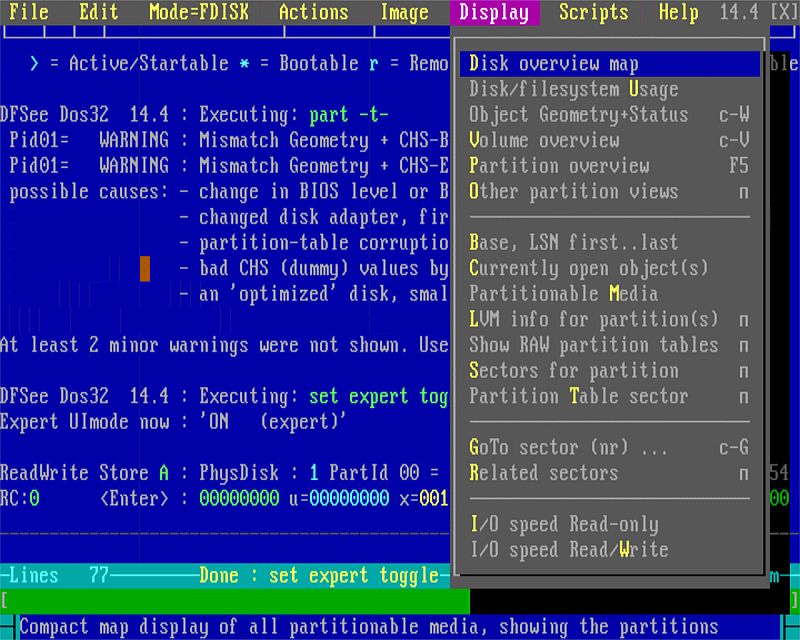 File Edit Mode=FDISK Actions Image Display Scripts Help 14.4 [X]
> = Active/Startable * = Bootable r = Remo
ble
Disk overview map
DFSee Dos32 14.4 : Executing: part -t-
Disk/filesystem Usage
Object Geometry+Status c-W
Pid01= WARNING : Mismatch Geometry + CHS-B
Volume overview c-V
Pid01= WARNING : Mismatch Geometry + CHS-E
Partition overview F5
possible causes: - change in BIOS level or B
Other partition views
- changed disk adapter, fir
- partition-table corruptio
Base, LSN first..last
- bad CHS (dummy) values by
Currently open object(s)
- an 'optimized' disk, smal
Partitionable Media
LVM info for partition(s)
At least 2 minor warnings were not shown. Use
Show RAW partition tables
Sectors for partition
DFSee Dos32 14.4 : Executing: set expert tog
Partition Table sector
Expert UImode now : 'ON (expert)'
GoTo sector (nr) ... c-G
ReadWrite Store A : PhysDisk : 1 PartId 00 =
Related sectors
54
RC:0 <Enter> : 00000000 u=00000000 x=001
00
I/O speed Read-only
I/O speed Read/Write
Lines 77 Done : set expert toggle
m
[ ]
Compact map display of all partitionable media, showing the partitions